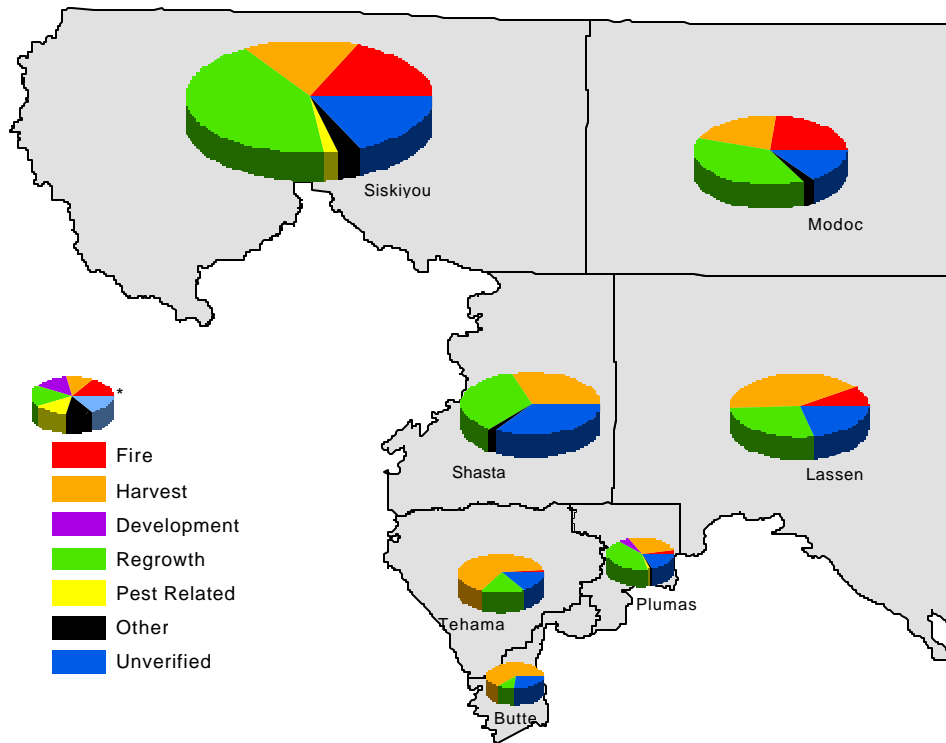 Siskiyou
Modoc
*
Fire
Harvest
Development
Regrowth
Pest Related
Other
Unverified
Shasta
Lassen
Tehama
Plumas
Butte